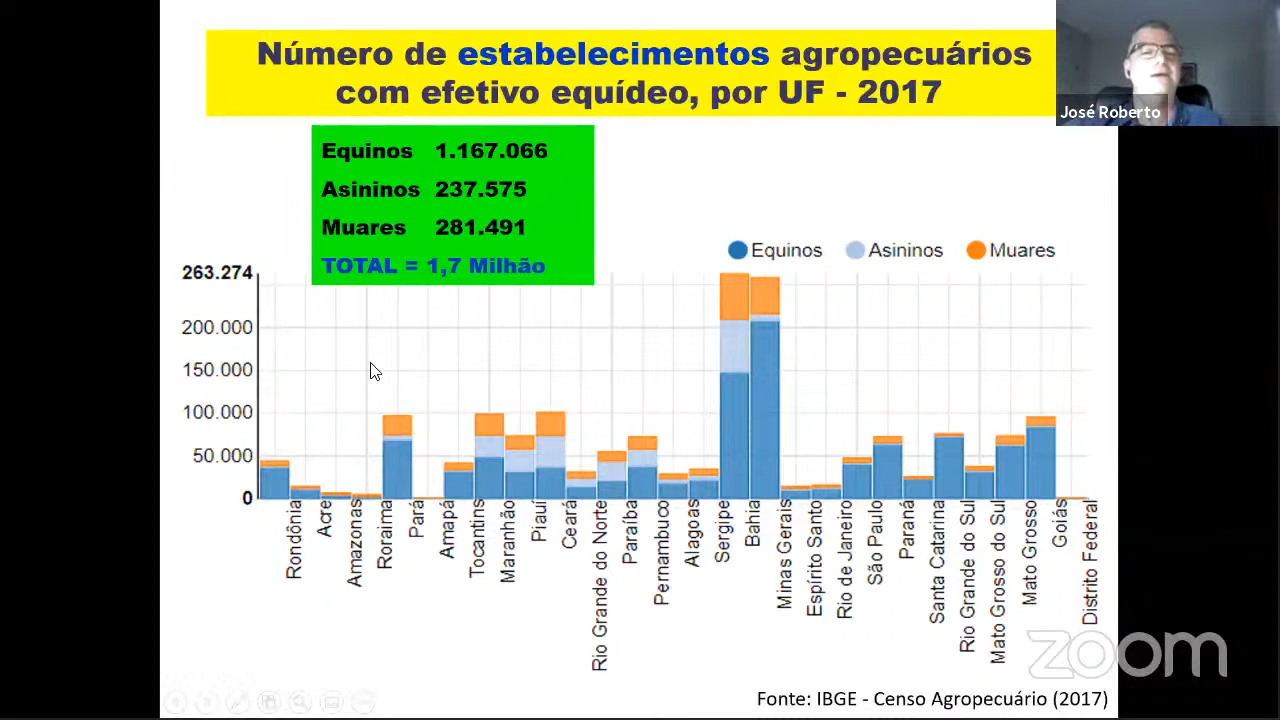 Número de estabelecimentos agropecuários
com efetivo equídeo, por UF - 2017
José Roberto
Equinos 1.167.066
Asininos 237.575
Muares 281.491
TOTAL = 1,7 Milhão
Equinos Asininos Muares
263.274
200.000
150.000
100.000
50.000
0
Rondônia
Acre
Amazonas
Roraima
Pará
Amapá
Tocantins
Maranhão
Piauí
Ceará
Rio Grande do Norte
Paraíba
Pernambuco
Alagoas
Sergipe
Bahia
Minas Gerais
Espírito Santo
Rio de Janeiro
São Paulo
Paraná
Santa Catarina
Rio Grande do Sul
Mato Grosso do Sul
Mato Grosso
Goiás
Distrito Federal
zoom
Fonte: IBGE - Censo Agropecuário (2017)